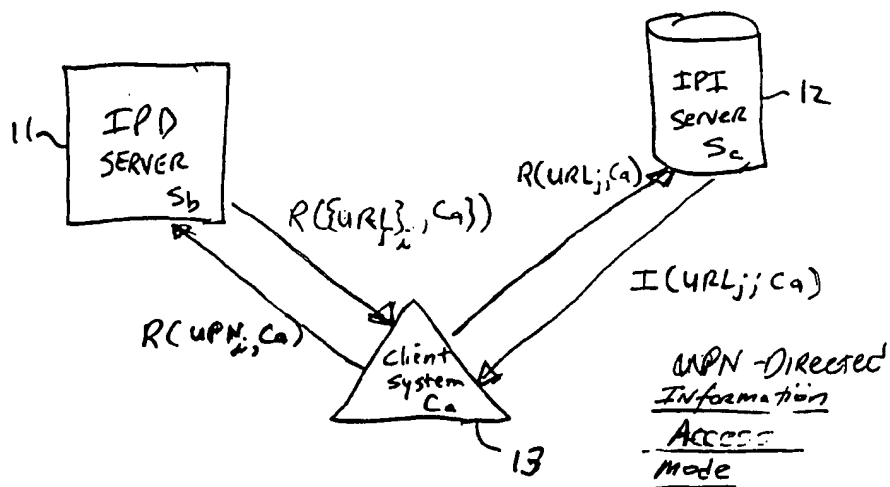 11
IPD
SERVER
Sb
IPI
Server
Sc
12
R({URLj}i, Ca})
R(URLj, Ca)
R(UPNi, Ca)
I(URLj; Ca)
Client
System
Ca
13
UPN-Directed
Information
Access
Mode